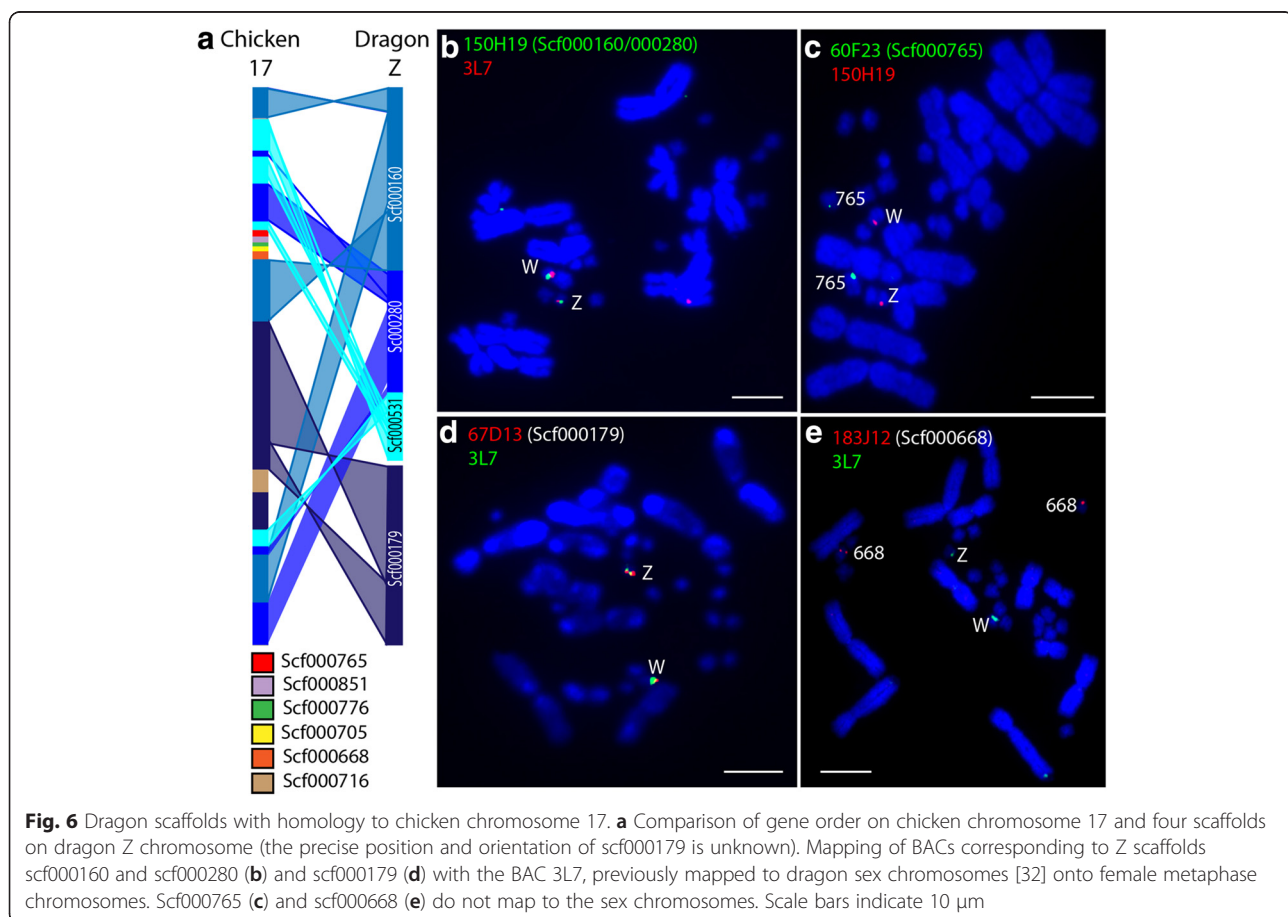 a Chicken Dragon
17 Z
Scf000160
Sc000280
Scf000531
Scf000179
Scf000765
Scf000851
Scf000776
Scf000705
Scf000668
Scf000716
b 150H19 (Scf000160/000280)
3L7
W
Z
c 60F23 (Scf000765)
150H19
765
W
765
Z
d 67D13 (Scf000179)
3L7
Z
W
e 183J12 (Scf000668)
3L7
668
668
Z
W
Fig. 6 Dragon scaffolds with homology to chicken chromosome 17. a Comparison of gene order on chicken chromosome 17 and four scaffolds
on dragon Z chromosome (the precise position and orientation of scf000179 is unknown). Mapping of BACs corresponding to Z scaffolds
scf000160 and scf000280 (b) and scf000179 (d) with the BAC 3L7, previously mapped to dragon sex chromosomes [32] onto female metaphase
chromosomes. Scf000765 (c) and scf000668 (e) do not map to the sex chromosomes. Scale bars indicate 10 μm